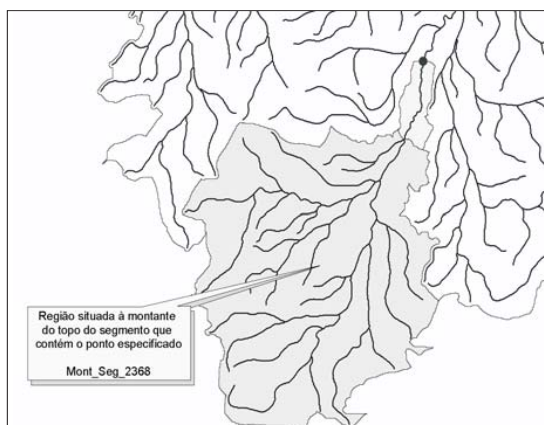 Região situada à montante
do topo do segmento que
contém o ponto especificado
Mont_Seg_2368